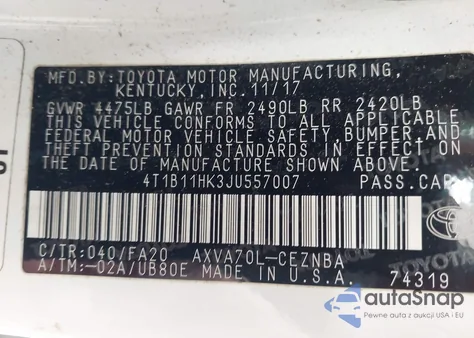 MFD.BY:TOYOTA MOTOR MANUFACTURING,
KENTUCKY,INC.11/17
GVWR 4475LB GAWR FR 2490LB RR 2420LB
THIS VEHICLE CONFORMS TO ALL APPLICABLE
FEDERAL MOTOR VEHICLE SAFETY,BUMPER,AND
THEFT PREVENTION STANDARDS IN EFFECT ON
THE DATE OF MANUFACTURE SHOWN ABOVE.
4T1B11HK3JU557007 PASS.CAR
C/TR:040/FA20 AXVA70L-CEZNBA
A/TM:-02A/UB80E MADE IN U.S.A. 74319
TOYOTA
autaSnap
Pewne auta z aukcji w USA i EU